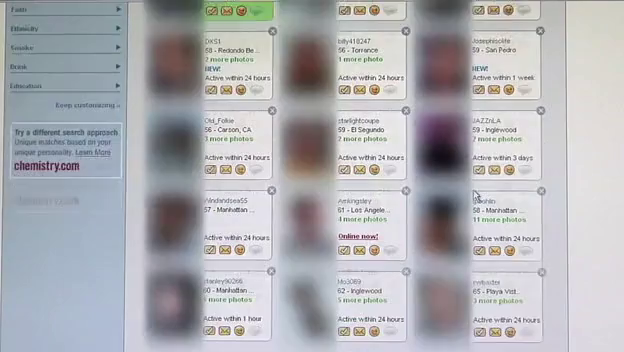 Faith
Ethnicity
Smoke
Drink
Education
Keep customizing »
Try a different search approach
Unique matches based on your
unique personality. Learn More
chemistry.com
DKS1
58 - Redondo Be...
2 more photos
NEW!
Active within 24 hours
billy418247
56 - Torrance
1 more photo
Active within 24 hours
59 - San Pedro
NEW!
Active within 1 week
Old_Folkie
56 - Carson, CA
3 more photos
Active within 24 hours
starlightcoupe
59 - El Segundo
2 more photos
Active within 24 hours
JAZZnLA
59 - Inglewood
2 more photos
Active within 3 days
Windandsea55
57 - Manhattan ...
Active within 24 hours
61 - Los Angele...
4 more photos
Online now!
58 - Manhattan ...
11 more photos
Active within 24 hours
stanley90266
60 - Manhattan ...
more photos
Active within 1 hour
Mo3069
62 - Inglewood
5 more photos
Active within 24 hours
65 - Playa Vist...
3 more photos
Active within 24 hours